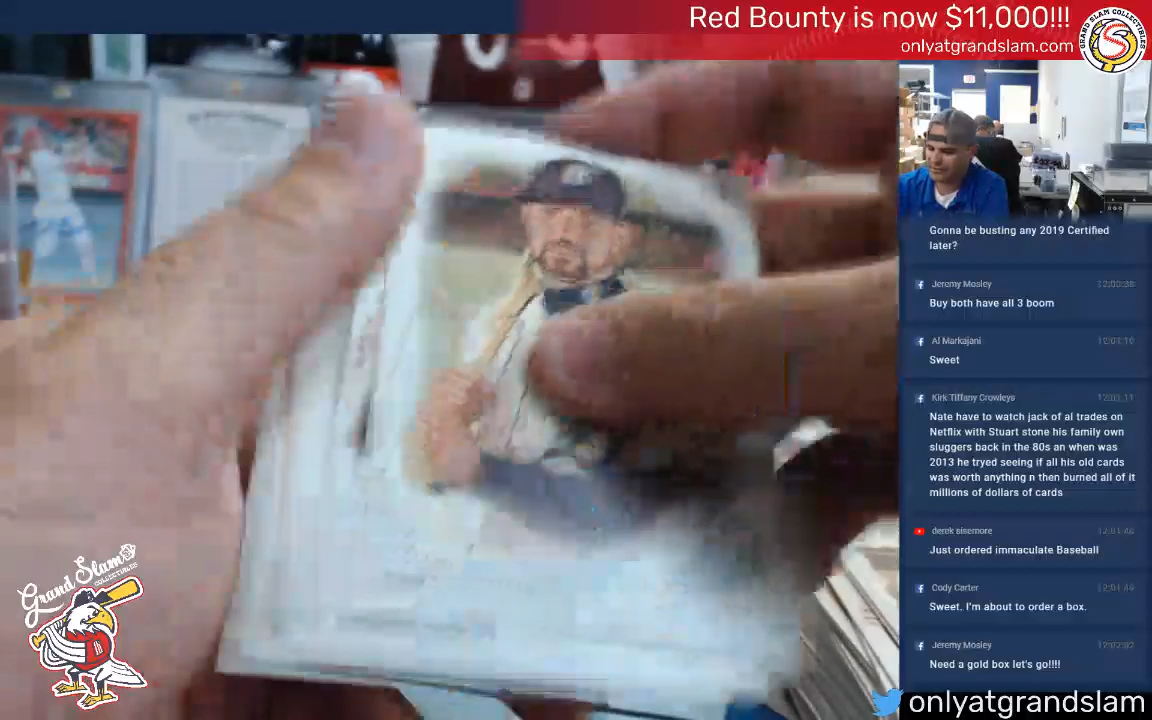 Red Bounty is now $11,000!!!
onlyatgrandslam.com
GRAND SLAM COLLECTIBLES
Gonna be busting any 2019 Certified
later?
Jeremy Mosley
Buy both have all 3 boom
Al Markajani
Sweet
Kirk Tiffany Crowleys
Nate have to watch jack of al trades on
Netflix with Stuart stone his family own
sluggers back in the 80s an when was
2013 he tryed seeing if all his old cards
was worth anything n then burned all of it
millions of dollars of cards
derek sisemore
Just ordered immaculate Baseball
Cody Carter
Sweet. I'm about to order a box.
Jeremy Mosley
Need a gold box let's go!!!!
Grand Slam
COLLECTIBLES
onlyatgrandslam